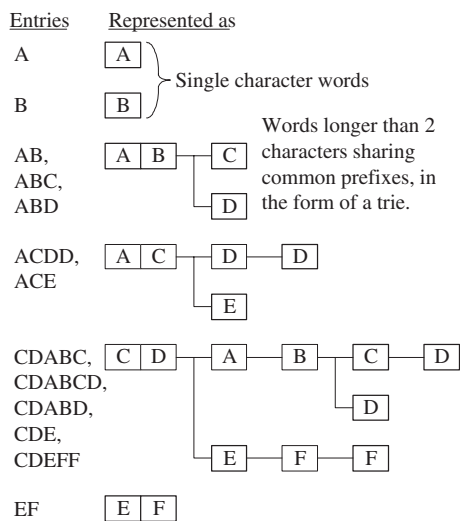 Entries Represented as
A A
B B
Single character words
Words longer than 2
characters sharing
common prefixes, in
the form of a trie.
AB, A B C
ABC,
ABD D
ACDD, A C D D
ACE E
CDABC, C D A B C D
CDABCD,
CDABD, D
CDE,
CDEFF E F F
EF E F